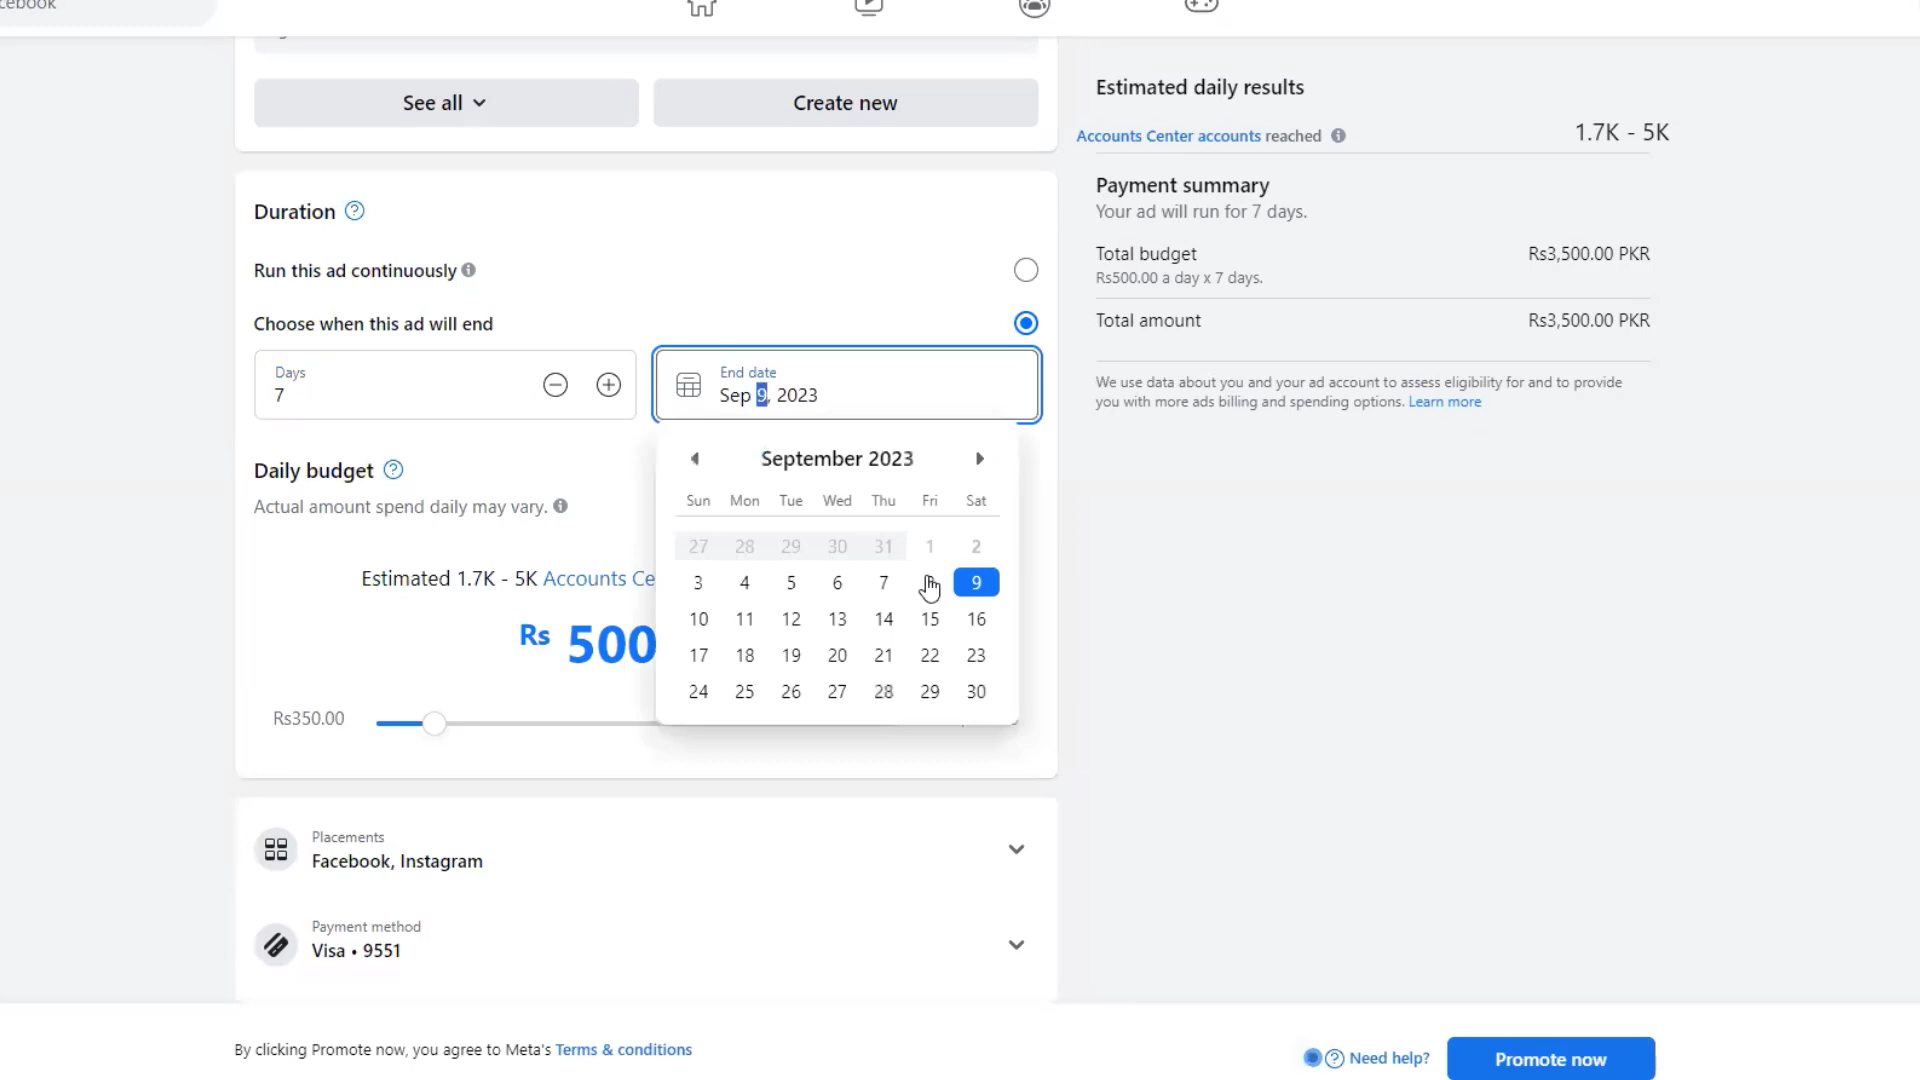 cebook
See all
Create new
Duration
Run this ad continuously
Choose when this ad will end
Days
7
End date
Sep 9, 2023
September 2023
Sun Mon Tue Wed Thu Fri Sat
27 28 29 30 31 1 2
3 4 5 6 7 9
10 11 12 13 14 15 16
17 18 19 20 21 22 23
24 25 26 27 28 29 30
Daily budget
Actual amount spend daily may vary.
Estimated 1.7K - 5K Accounts Ce
Rs 500
Rs350.00
Placements
Facebook, Instagram
Payment method
Visa • 9551
Estimated daily results
Accounts Center accounts reached 1.7K - 5K
Payment summary
Your ad will run for 7 days.
Total budget Rs3,500.00 PKR
Rs500.00 a day x 7 days.
Total amount Rs3,500.00 PKR
We use data about you and your ad account to assess eligibility for and to provide
you with more ads billing and spending options. Learn more
By clicking Promote now, you agree to Meta's Terms & conditions
Need help?
Promote now